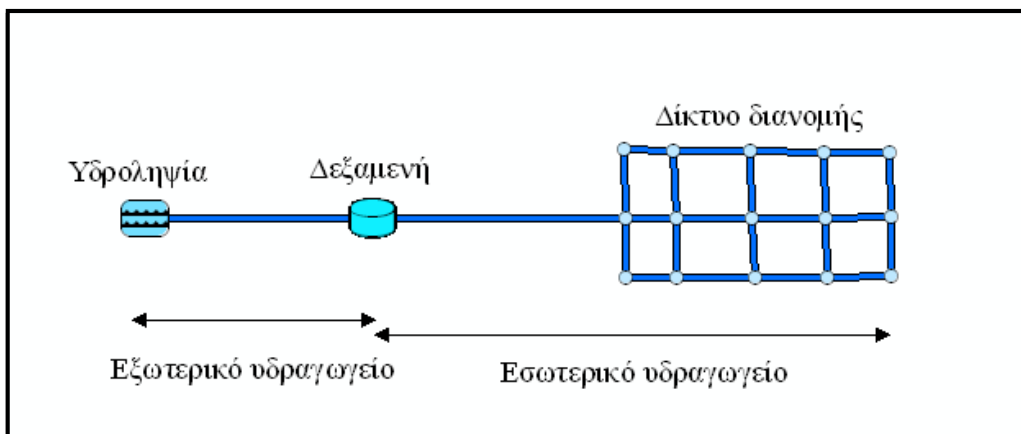 Δίκτυο διανομής
Υδροληψία
Δεξαμενή
Εξωτερικό υδραγωγείο
Εσωτερικό υδραγωγείο